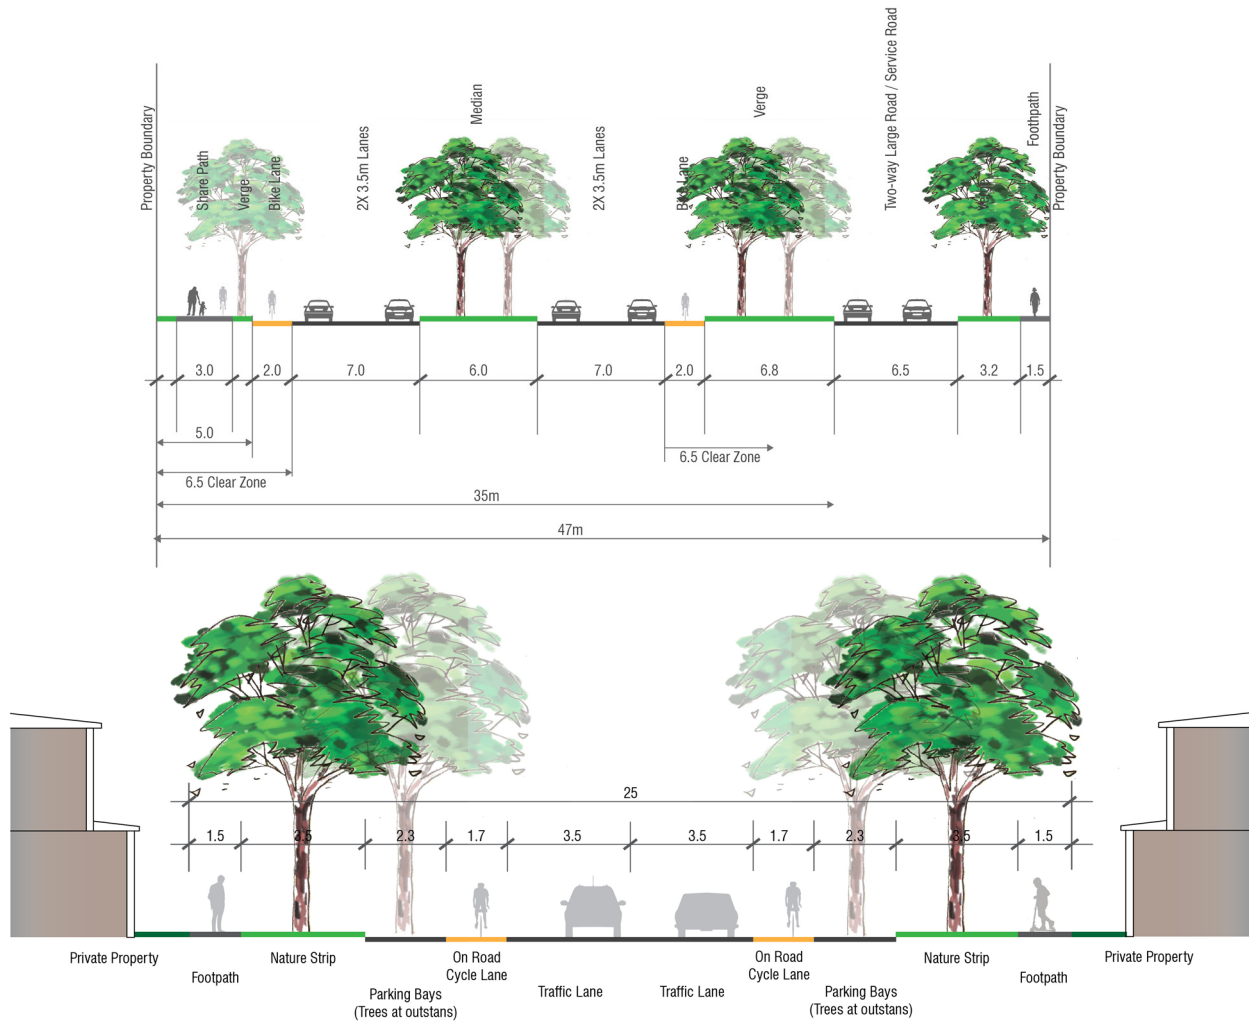 Property Boundary
Share Path
Verge
Bike Lane
2X 3.5m Lanes
Median
2X 3.5m Lanes
Verge
Two-way Large Road / Service Road
Foothpath
Property Boundary
3.0
2.0
7.0
6.0
7.0
2.0
6.8
6.5
3.2
1.5
5.0
6.5 Clear Zone
6.5 Clear Zone
35m
47m
25
1.5
3.5
2.3
1.7
3.5
3.5
1.7
2.3
3.5
1.5
Private Property
Footpath
Nature Strip
Parking Bays
(Trees at outstans)
On Road
Cycle Lane
Traffic Lane
Traffic Lane
On Road
Cycle Lane
Parking Bays
(Trees at outstans)
Nature Strip
Footpath
Private Property